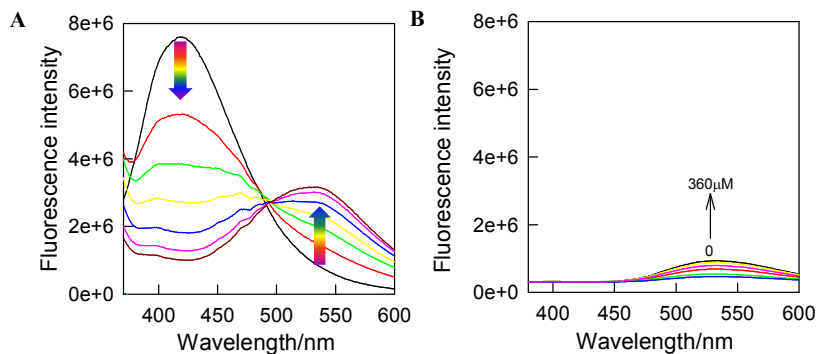 A
Fluorescence intensity
8e+6
6e+6
4e+6
2e+6
0e+0
400 450 500 550 600
Wavelength/nm
B
Fluorescence intensity
8e+6
6e+6
4e+6
2e+6
0e+0
360μM
0
400 450 500 550 600
Wavelength/nm